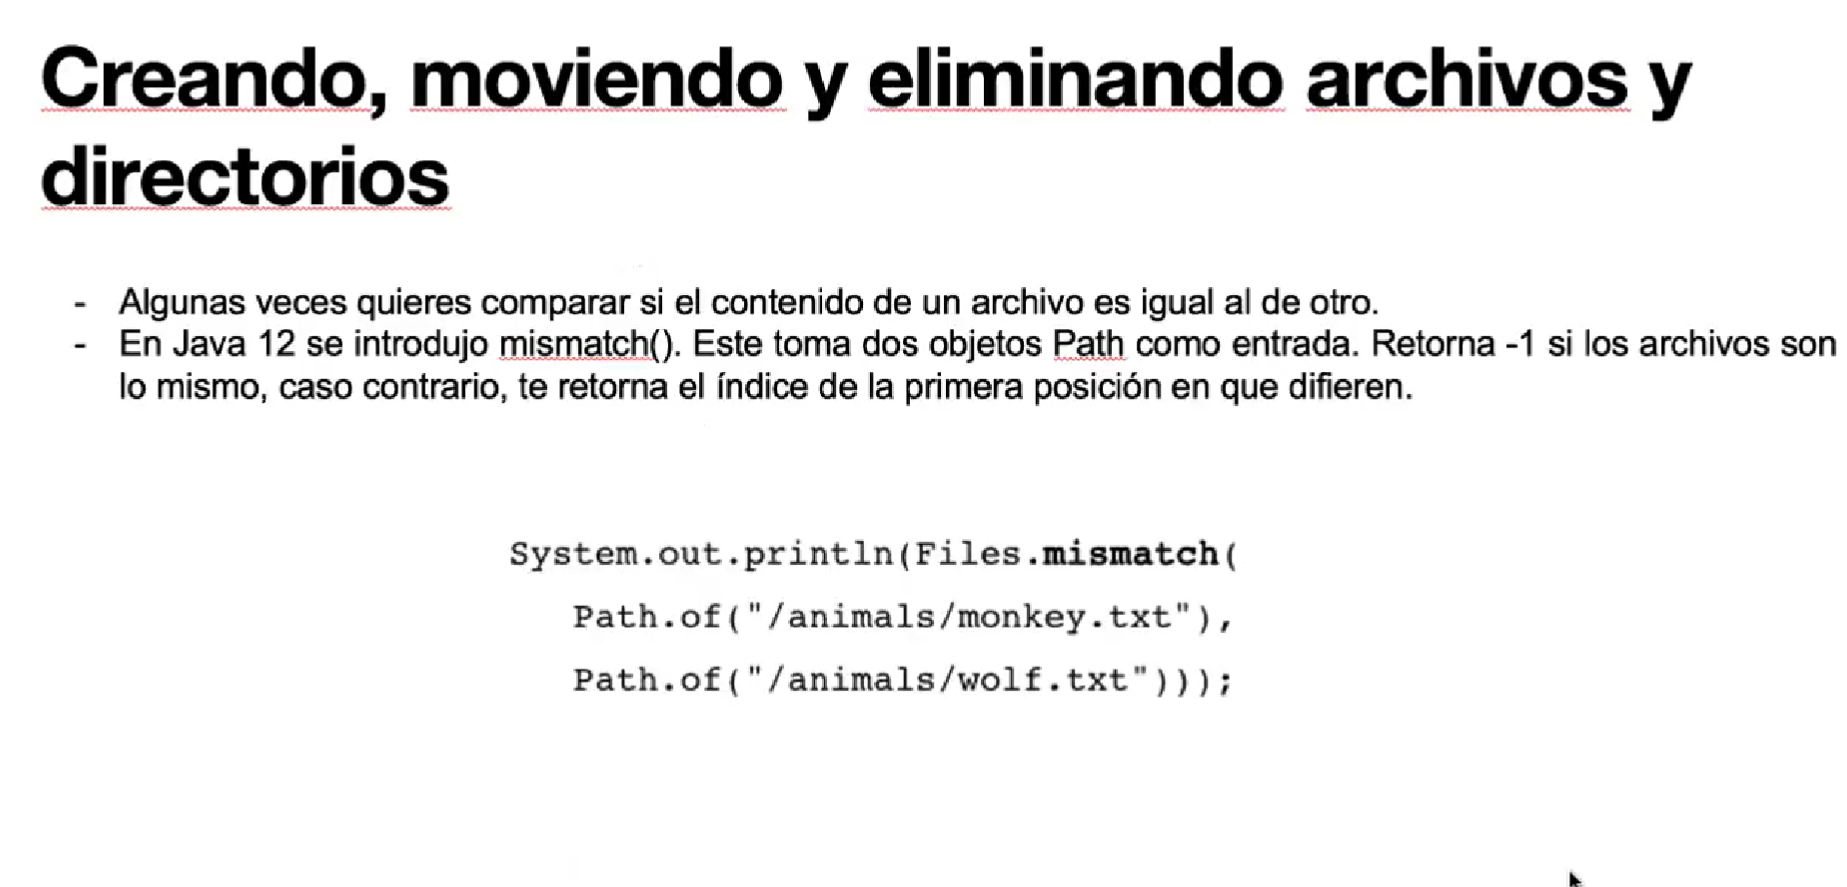 Creando, moviendo y eliminando archivos y
directorios
- Algunas veces quieres comparar si el contenido de un archivo es igual al de otro.
- En Java 12 se introdujo mismatch(). Este toma dos objetos Path como entrada. Retorna -1 si los archivos son
lo mismo, caso contrario, te retorna el índice de la primera posición en que difieren.
System.out.println(Files.mismatch(
Path.of("/animals/monkey.txt"),
Path.of("/animals/wolf.txt")));